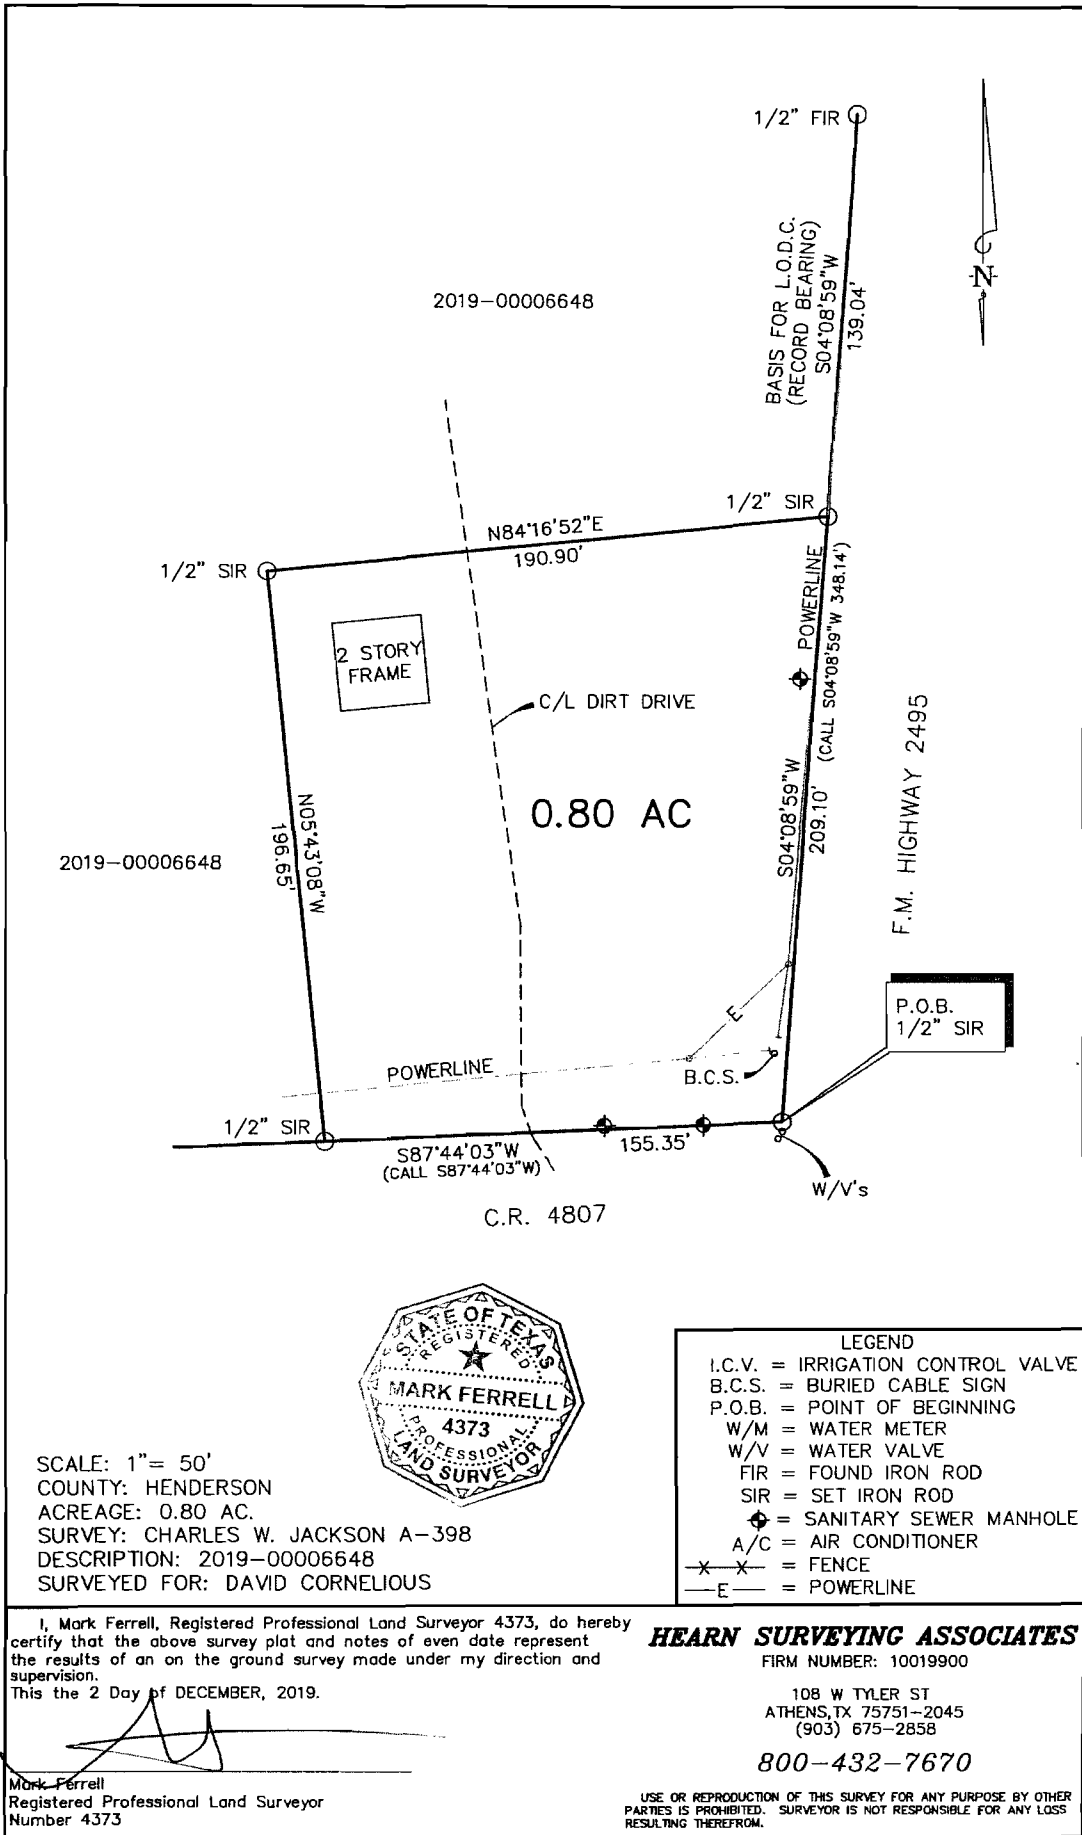 1/2" FIR
BASIS FOR L.O.D.C.
(RECORD BEARING)
S04°08'59"W
139.04'
N
2019-00006648
1/2" SIR
N84°16'52"E
190.90'
1/2" SIR
POWERLINE
(CALL S04°08'59"W 348.14')
2 STORY
FRAME
C/L DIRT DRIVE
0.80 AC
S04°08'59"W
209.10'
F.M. HIGHWAY 2495
N05°43'08"W
196.65'
2019-00006648
P.O.B.
1/2" SIR
E
POWERLINE
B.C.S.
1/2" SIR
S87°44'03"W
(CALL S87°44'03"W)
155.35'
W/V's
C.R. 4807
STATE OF TEXAS
REGISTERED
MARK FERRELL
4373
PROFESSIONAL
LAND SURVEYOR
SCALE: 1"= 50'
COUNTY: HENDERSON
ACREAGE: 0.80 AC.
SURVEY: CHARLES W. JACKSON A-398
DESCRIPTION: 2019-00006648
SURVEYED FOR: DAVID CORNELIOUS
LEGEND
I.C.V. = IRRIGATION CONTROL VALVE
B.C.S. = BURIED CABLE SIGN
P.O.B. = POINT OF BEGINNING
W/M = WATER METER
W/V = WATER VALVE
FIR = FOUND IRON ROD
SIR = SET IRON ROD
= SANITARY SEWER MANHOLE
A/C = AIR CONDITIONER
X X = FENCE
E = POWERLINE
I, Mark Ferrell, Registered Professional Land Surveyor 4373, do hereby
certify that the above survey plat and notes of even date represent
the results of an on the ground survey made under my direction and
supervision.
This the 2 Day of DECEMBER, 2019.
Mark Ferrell
Registered Professional Land Surveyor
Number 4373
HEARN SURVEYING ASSOCIATES
FIRM NUMBER: 10019900
108 W TYLER ST
ATHENS,TX 75751-2045
(903) 675-2858
800-432-7670
USE OR REPRODUCTION OF THIS SURVEY FOR ANY PURPOSE BY OTHER
PARTIES IS PROHIBITED. SURVEYOR IS NOT RESPONSIBLE FOR ANY LOSS
RESULTING THEREFROM.